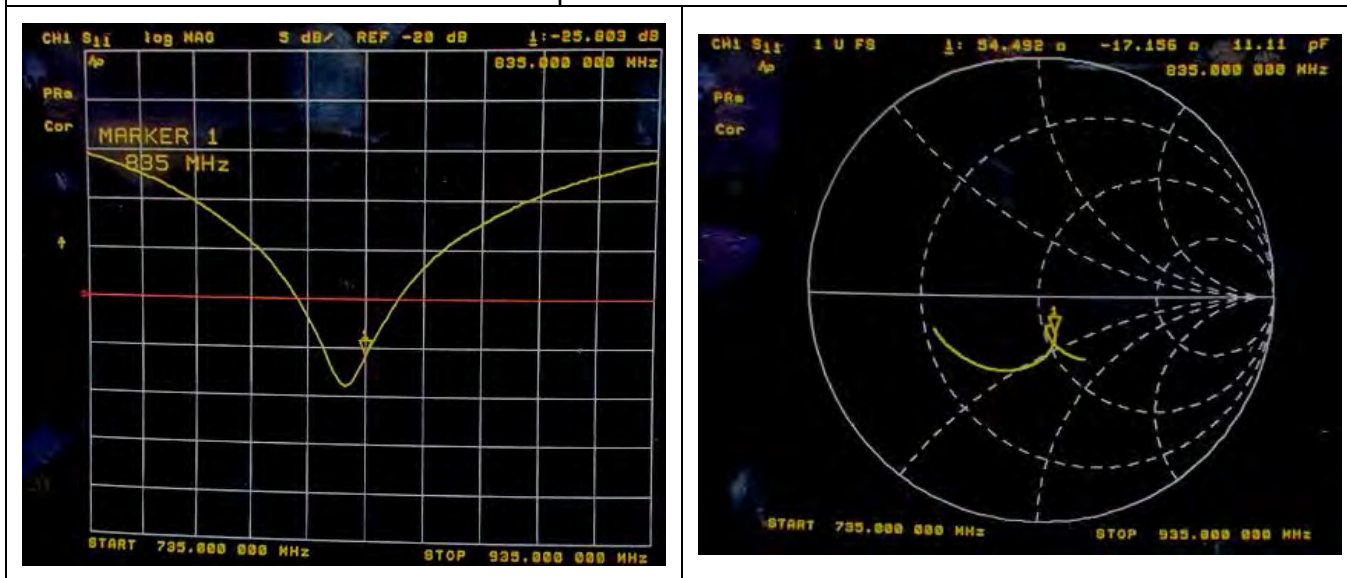 CH1 S11 log MAG 5 dB/ REF -20 dB 1:-25.803 dB
835.000 000 MHz
PRm
Cor
MARKER 1
835 MHz
1
START 735.000 000 MHz STOP 935.000 000 MHz
CH1 S11 1 U FS 1: 54.492 Ω -17.156 Ω 11.11 pF
835.000 000 MHz
PRm
Cor
1
START 735.000 000 MHz STOP 935.000 000 MHz